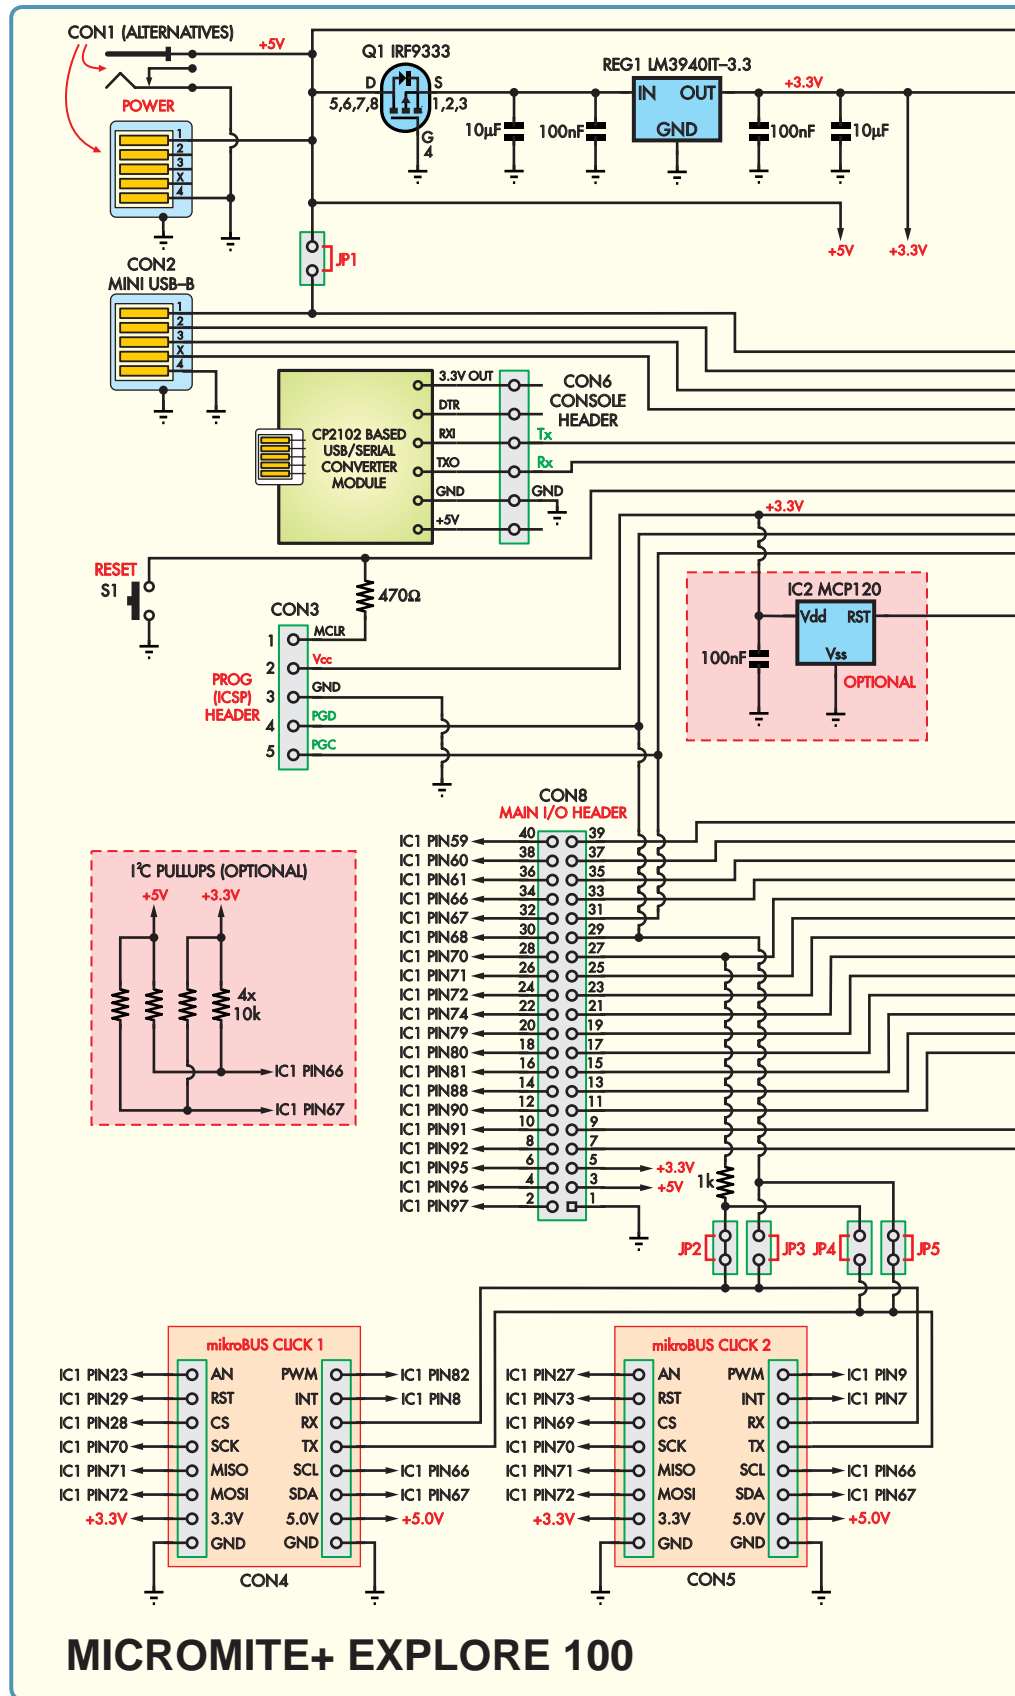 CON1 (ALTERNATIVES)
+5V
POWER
1
2
3
X
4
Q1 IRF9333
D
S
5,6,7,8
1,2,3
G
4
10µF
100nF
REG1 LM3940IT–3.3
IN
OUT
GND
+3.3V
100nF
10µF
+5V
+3.3V
JP1
CON2
MINI USB–B
1
2
3
X
4
3.3V OUT
DTR
RXI
TXO
GND
+5V
CP2102 BASED
USB/SERIAL
CONVERTER
MODULE
CON6
CONSOLE
HEADER
Tx
Rx
GND
+3.3V
RESET
S1
470Ω
CON3
1
MCLR
2
Vcc
3
GND
4
PGD
5
PGC
PROG
(ICSP)
HEADER
IC2 MCP120
Vdd
RST
Vss
100nF
OPTIONAL
CON8
MAIN I/O HEADER
IC1 PIN59 40 39
IC1 PIN60 38 37
IC1 PIN61 36 35
IC1 PIN66 34 33
IC1 PIN67 32 31
IC1 PIN68 30 29
IC1 PIN70 28 27
IC1 PIN71 26 25
IC1 PIN72 24 23
IC1 PIN74 22 21
IC1 PIN79 20 19
IC1 PIN80 18 17
IC1 PIN81 16 15
IC1 PIN88 14 13
IC1 PIN90 12 11
IC1 PIN91 10 9
IC1 PIN92 8 7
IC1 PIN95 6 5 +3.3V
IC1 PIN96 4 3 +5V
IC1 PIN97 2 1
I²C PULLUPS (OPTIONAL)
+5V
+3.3V
4x
10k
IC1 PIN66
IC1 PIN67
1k
JP2
JP3
JP4
JP5
mikroBUS CLICK 1
IC1 PIN23 AN PWM IC1 PIN82
IC1 PIN29 RST INT IC1 PIN8
IC1 PIN28 CS RX
IC1 PIN70 SCK TX
IC1 PIN71 MISO SCL IC1 PIN66
IC1 PIN72 MOSI SDA IC1 PIN67
+3.3V 3.3V 5.0V +5.0V
GND GND
CON4
mikroBUS CLICK 2
IC1 PIN27 AN PWM IC1 PIN9
IC1 PIN73 RST INT IC1 PIN7
IC1 PIN69 CS RX
IC1 PIN70 SCK TX
IC1 PIN71 MISO SCL IC1 PIN66
IC1 PIN72 MOSI SDA IC1 PIN67
+3.3V 3.3V 5.0V +5.0V
GND GND
CON5
MICROMITE+ EXPLORE 100